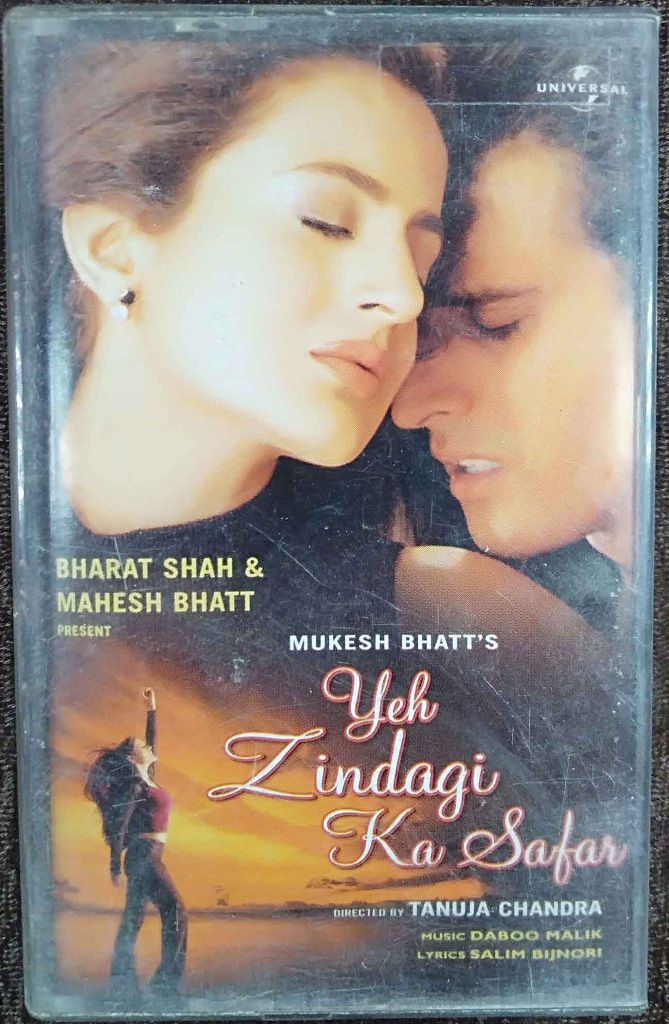 UNIVERSAL
BHARAT SHAH &
MAHESH BHATT
PRESENT
MUKESH BHATT'S
Yeh
Zindagi
Ka Safar
DIRECTED BY TANUJA CHANDRA
MUSIC DABOO MALIK
LYRICS SALIM BIJNORI